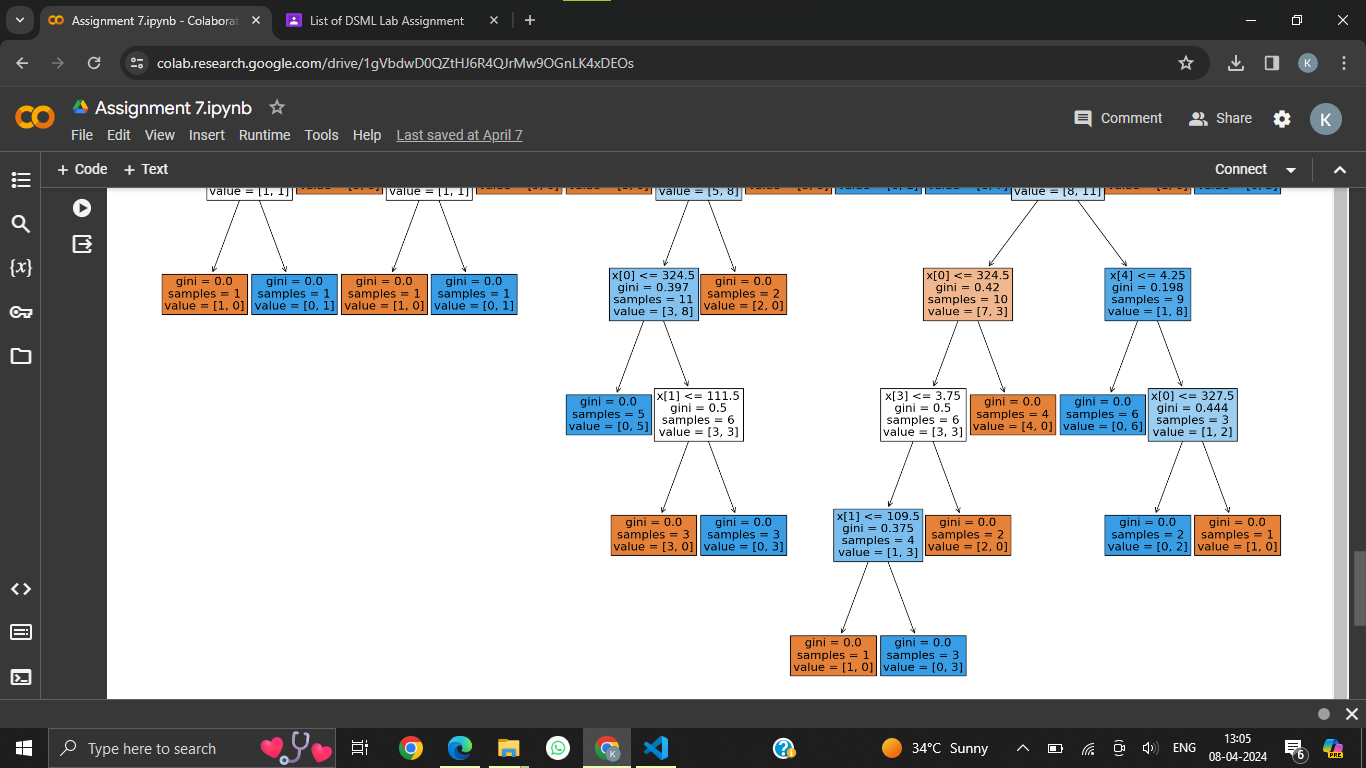 Assignment 7.ipynb - Colaborat
List of DSML Lab Assignment
colab.research.google.com/drive/1gVbdwD0QZtHJ6R4QJrMw9OGnLK4xDEOs
K
Assignment 7.ipynb
File Edit View Insert Runtime Tools Help Last saved at April 7
Comment Share K
+ Code + Text
Connect
value = [1, 1] value = [1, 1] value = [5, 8] value = [8, 11]
gini = 0.0
samples = 1
value = [1, 0]
gini = 0.0
samples = 1
value = [0, 1]
gini = 0.0
samples = 1
value = [1, 0]
gini = 0.0
samples = 1
value = [0, 1]
x[0] <= 324.5
gini = 0.397
samples = 11
value = [3, 8]
gini = 0.0
samples = 2
value = [2, 0]
x[0] <= 324.5
gini = 0.42
samples = 10
value = [7, 3]
x[4] <= 4.25
gini = 0.198
samples = 9
value = [1, 8]
gini = 0.0
samples = 5
value = [0, 5]
x[1] <= 111.5
gini = 0.5
samples = 6
value = [3, 3]
x[3] <= 3.75
gini = 0.5
samples = 6
value = [3, 3]
gini = 0.0
samples = 4
value = [4, 0]
gini = 0.0
samples = 6
value = [0, 6]
x[0] <= 327.5
gini = 0.444
samples = 3
value = [1, 2]
gini = 0.0
samples = 3
value = [3, 0]
gini = 0.0
samples = 3
value = [0, 3]
x[1] <= 109.5
gini = 0.375
samples = 4
value = [1, 3]
gini = 0.0
samples = 2
value = [2, 0]
gini = 0.0
samples = 2
value = [0, 2]
gini = 0.0
samples = 1
value = [1, 0]
gini = 0.0
samples = 1
value = [1, 0]
gini = 0.0
samples = 3
value = [0, 3]
Type here to search
34°C Sunny
ENG
13:05
08-04-2024
6
PRE